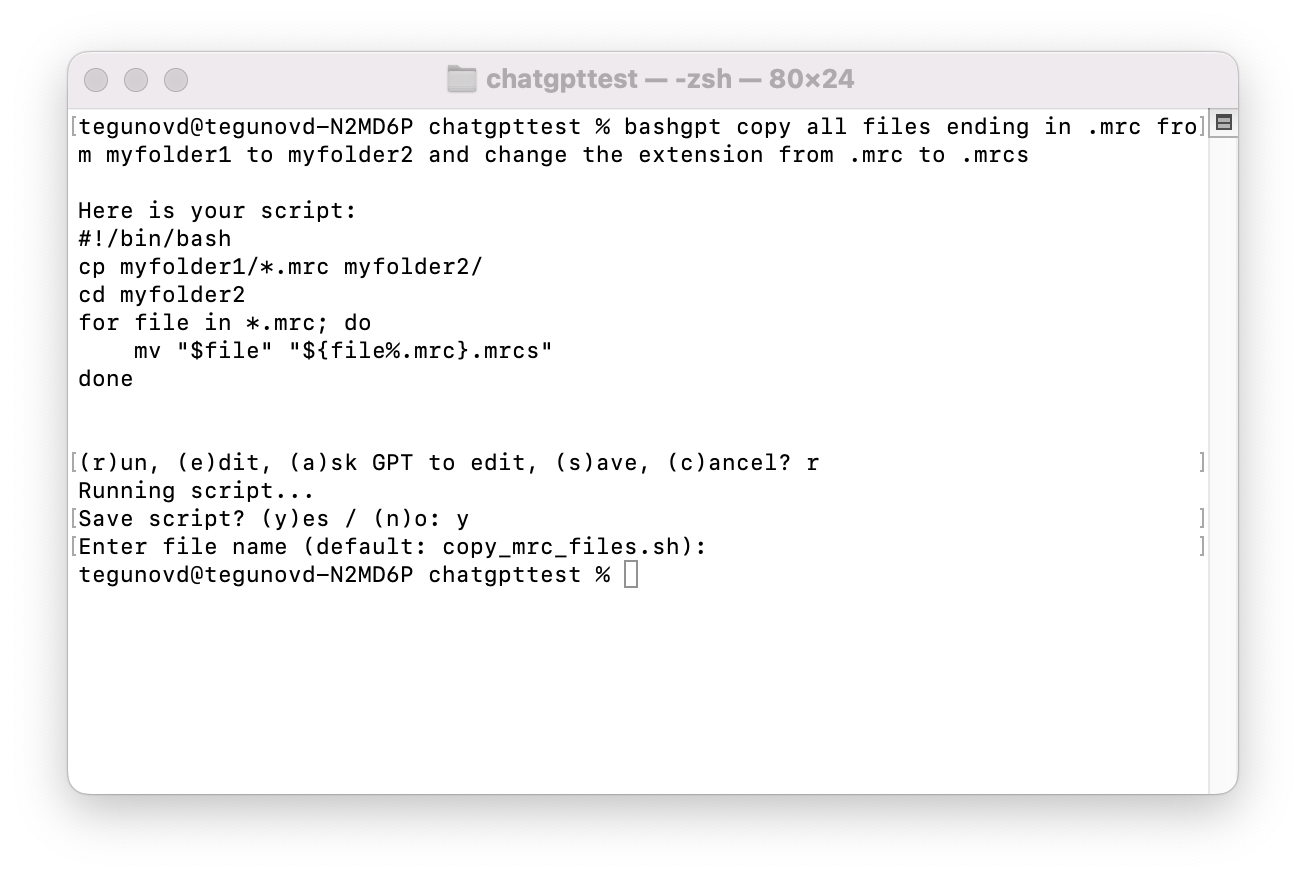 chatgpttest — -zsh — 80×24
[tegunovd@tegunovd-N2MD6P chatgpttest % bashgpt copy all files ending in .mrc fro]
m myfolder1 to myfolder2 and change the extension from .mrc to .mrcs
Here is your script:
#!/bin/bash
cp myfolder1/*.mrc myfolder2/
cd myfolder2
for file in *.mrc; do
    mv "$file" "${file%.mrc}.mrcs"
done
[(r)un, (e)dit, (a)sk GPT to edit, (s)ave, (c)ancel? r ]
Running script...
[Save script? (y)es / (n)o: y ]
[Enter file name (default: copy_mrc_files.sh): ]
tegunovd@tegunovd-N2MD6P chatgpttest %